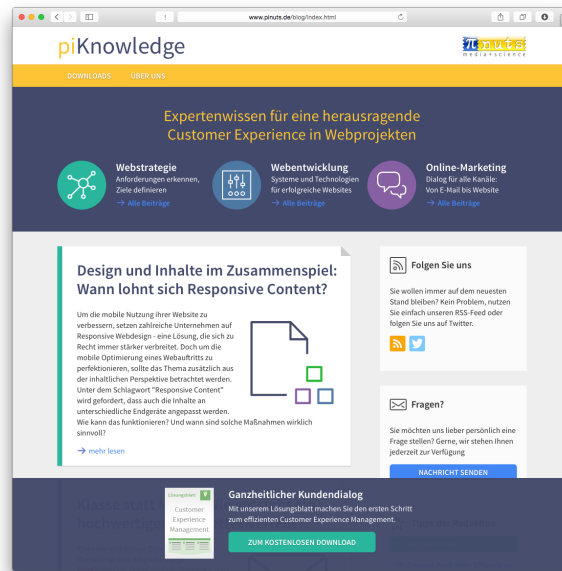 www.pinuts.de/blog/index.html
piKnowledge
πnuts
media+science
DOWNLOADS ÜBER UNS
Expertenwissen für eine herausragende
Customer Experience in Webprojekten
Webstrategie
Anforderungen erkennen,
Ziele definieren
→ Alle Beiträge
Webentwicklung
Systeme und Technologien
für erfolgreiche Websites
→ Alle Beiträge
Online-Marketing
Dialog für alle Kanäle:
Von E-Mail bis Website
→ Alle Beiträge
Design und Inhalte im Zusammenspiel:
Wann lohnt sich Responsive Content?
Um die mobile Nutzung ihrer Website zu
verbessern, setzen zahlreiche Unternehmen auf
Responsive Webdesign - eine Lösung, die sich zu
Recht immer stärker verbreitet. Doch um die
mobile Optimierung eines Webauftritts zu
perfektionieren, sollte das Thema zusätzlich aus
der inhaltlichen Perspektive betrachtet werden.
Unter dem Schlagwort "Responsive Content"
wird gefordert, dass auch die Inhalte an
unterschiedliche Endgeräte angepasst werden.
Wie kann das funktionieren? Und wann sind solche Maßnahmen wirklich
sinnvoll?
→ mehr lesen
Folgen Sie uns
Sie wollen immer auf dem neuesten
Stand bleiben? Kein Problem, nutzen
Sie einfach unseren RSS-Feed oder
folgen Sie uns auf Twitter.
Fragen?
Sie möchten uns lieber persönlich eine
Frage stellen? Gerne, wir stehen Ihnen
jederzeit zur Verfügung
NACHRICHT SENDEN
Lösungsblatt
Customer
Experience
Management
Ganzheitlicher Kundendialog
Mit unserem Lösungsblatt machen Sie den ersten Schritt
zum effizienten Customer Experience Management.
ZUM KOSTENLOSEN DOWNLOAD